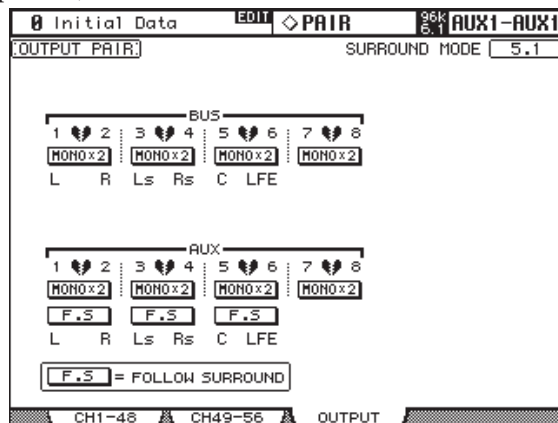 0 Initial Data EDIT ◇PAIR 96k 6.1 AUX1-AUX1
OUTPUT PAIR SURROUND MODE 5.1
BUS
1 2 3 4 5 6 7 8
MONO×2 MONO×2 MONO×2 MONO×2
L R Ls Rs C LFE
AUX
1 2 3 4 5 6 7 8
MONO×2 MONO×2 MONO×2 MONO×2
F.S F.S F.S
L R Ls Rs C LFE
F.S = FOLLOW SURROUND
CH1-48 CH49-56 OUTPUT